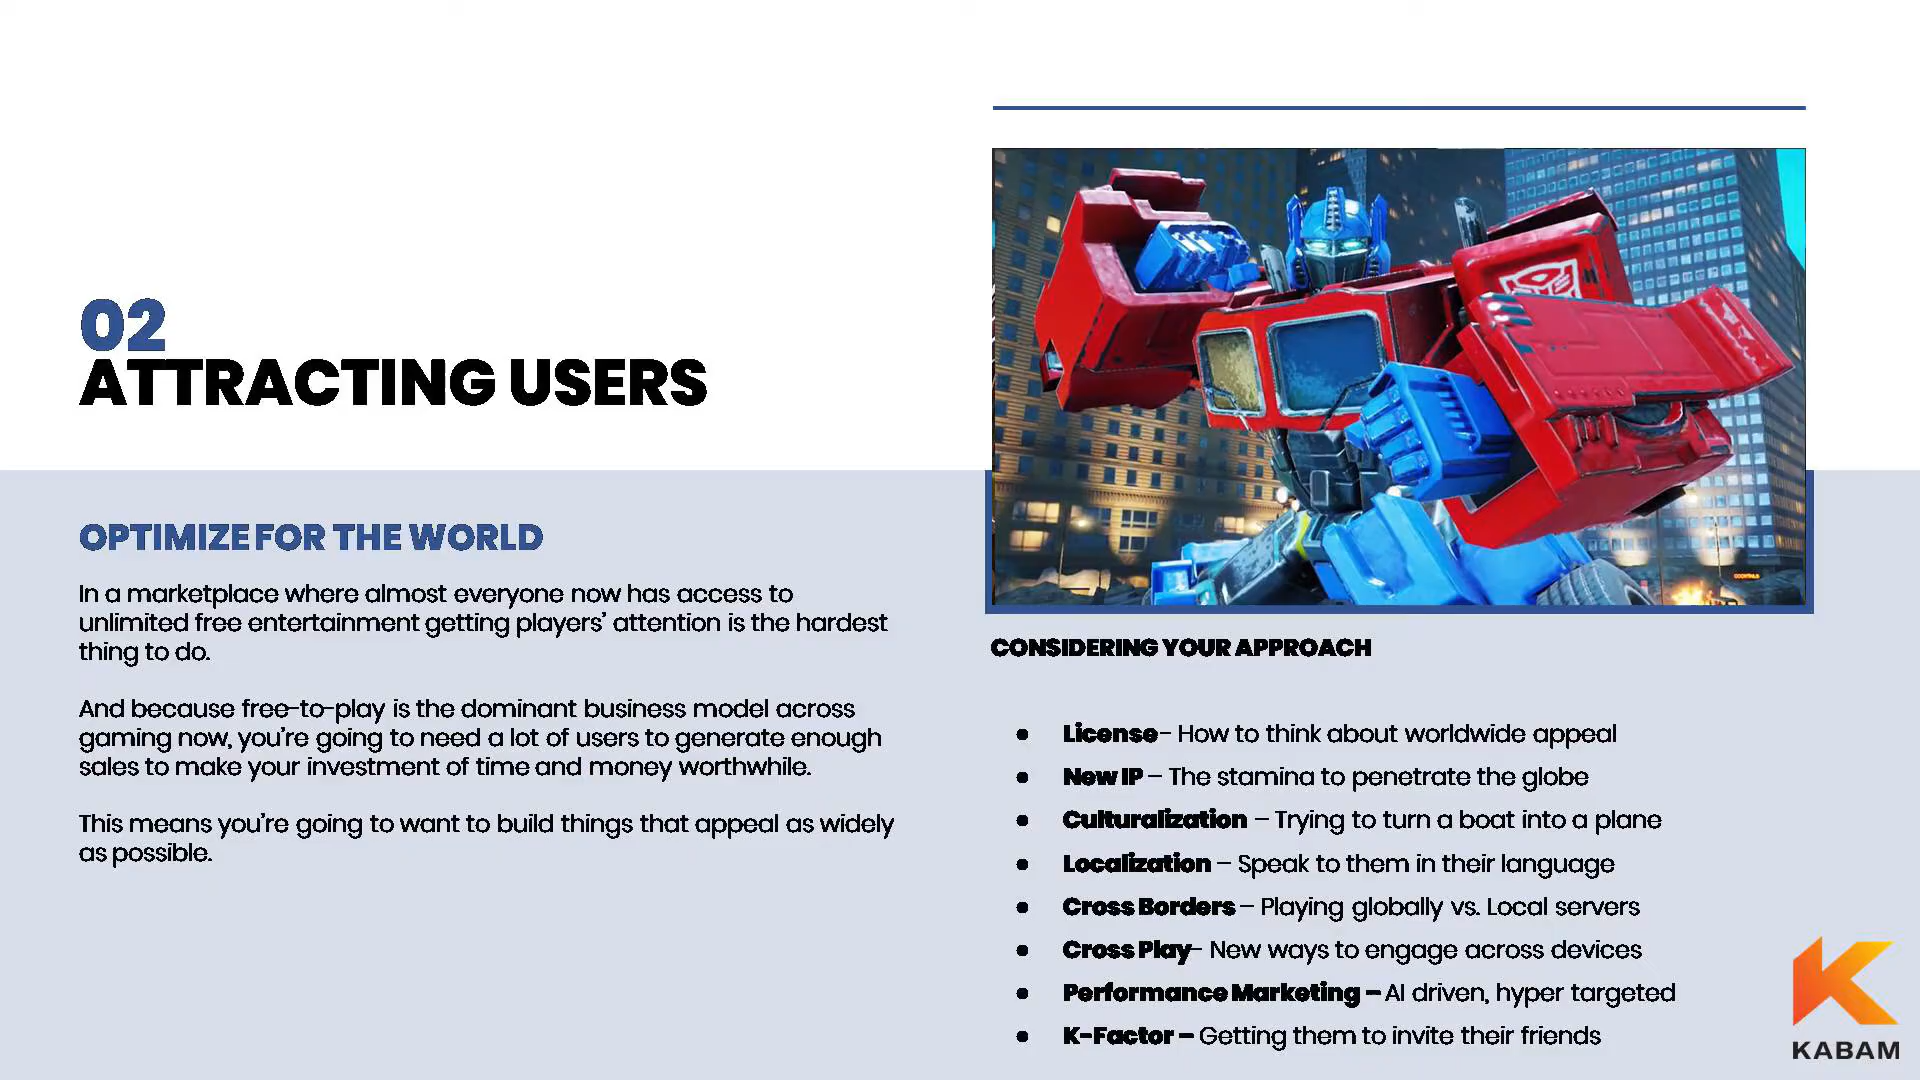 02
ATTRACTING USERS
OPTIMIZE FOR THE WORLD
In a marketplace where almost everyone now has access to
unlimited free entertainment getting players’ attention is the hardest
thing to do.
And because free-to-play is the dominant business model across
gaming now, you’re going to need a lot of users to generate enough
sales to make your investment of time and money worthwhile.
This means you’re going to want to build things that appeal as widely
as possible.
CONSIDERING YOUR APPROACH
● License– How to think about worldwide appeal
● New IP – The stamina to penetrate the globe
● Culturalization – Trying to turn a boat into a plane
● Localization – Speak to them in their language
● Cross Borders – Playing globally vs. Local servers
● Cross Play– New ways to engage across devices
● Performance Marketing – AI driven, hyper targeted
● K-Factor – Getting them to invite their friends
KABAM